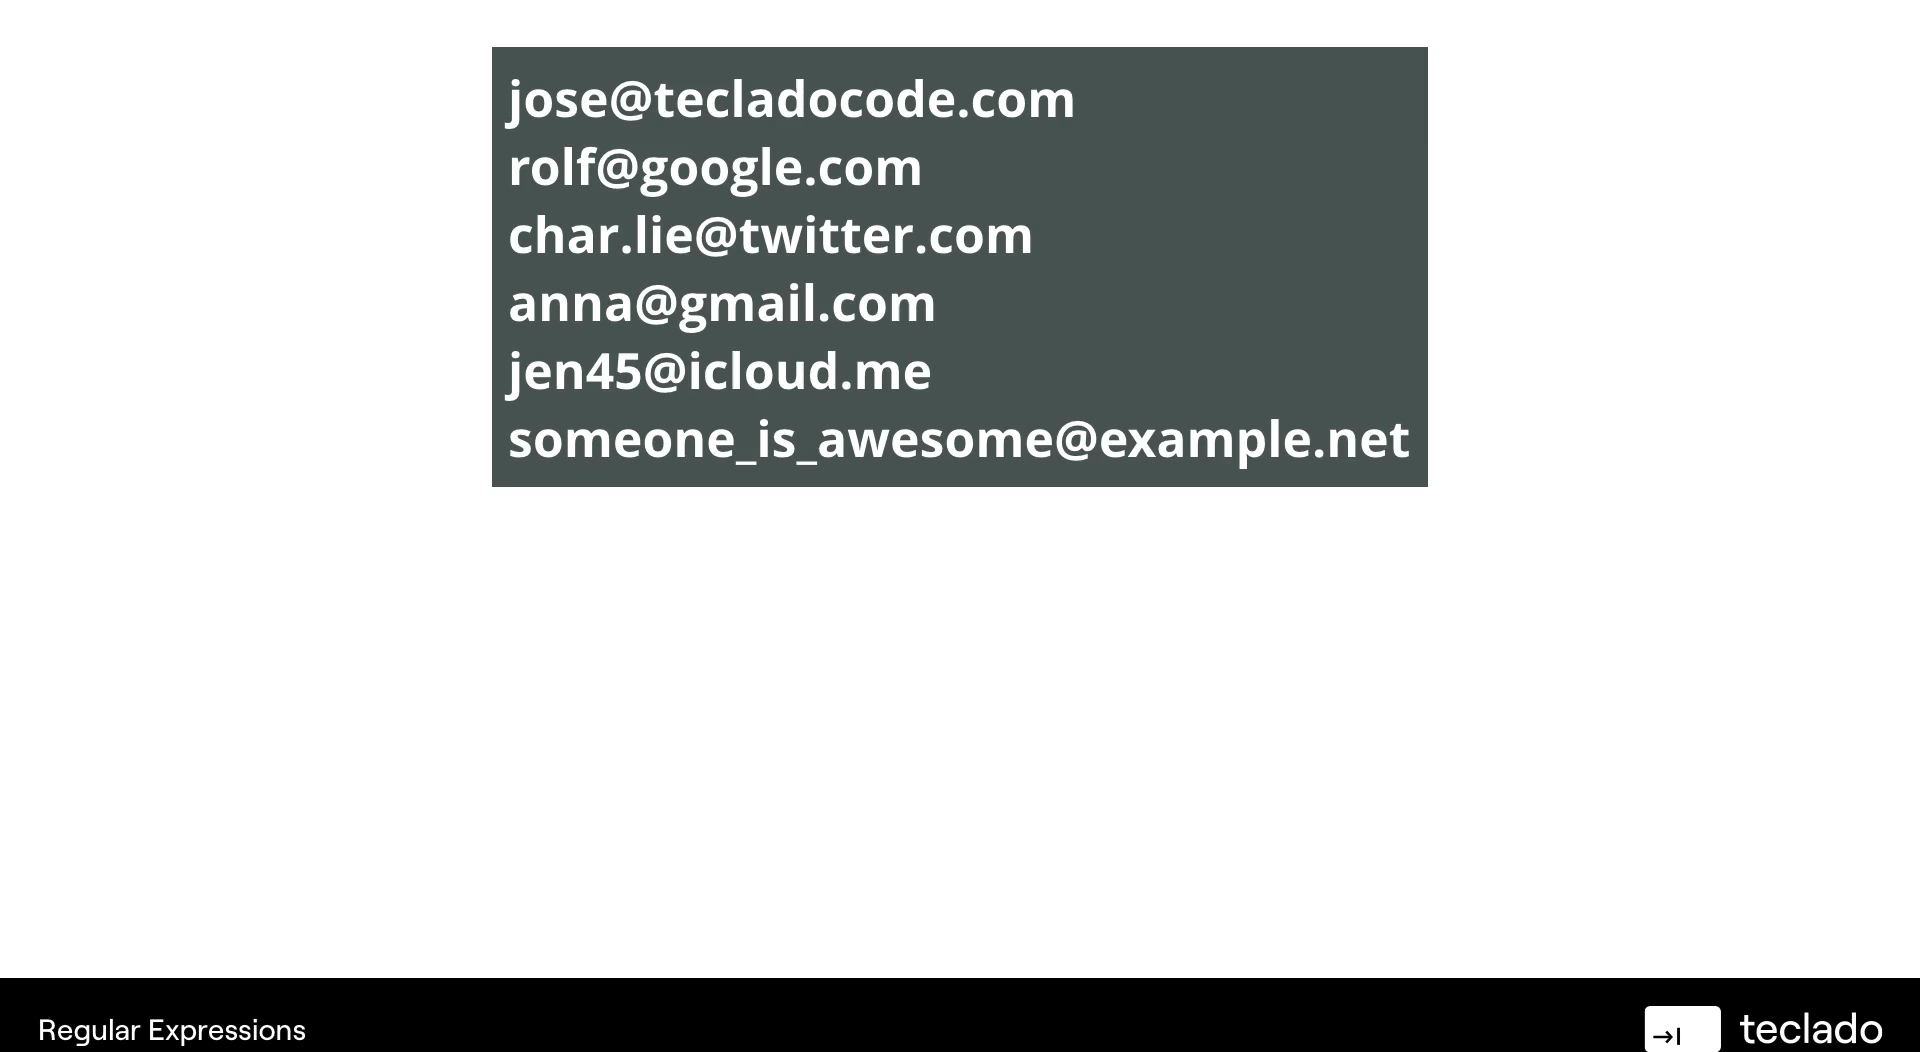 jose@tecladocode.com
rolf@google.com
char.lie@twitter.com
anna@gmail.com
jen45@icloud.me
someone_is_awesome@example.net
Regular Expressions
teclado